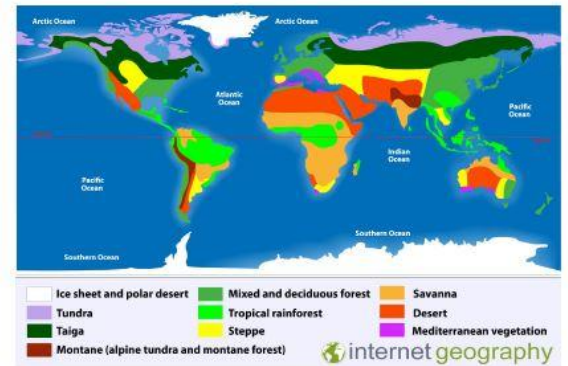 Arctic Ocean
Arctic Ocean
Atlantic
Ocean
Pacific
Ocean
Indian
Ocean
Pacific
Ocean
Southern Ocean
Southern Ocean
Ice sheet and polar desert
Mixed and deciduous forest
Savanna
Tundra
Tropical rainforest
Desert
Taiga
Steppe
Mediterranean vegetation
Montane (alpine tundra and montane forest)
internet geography